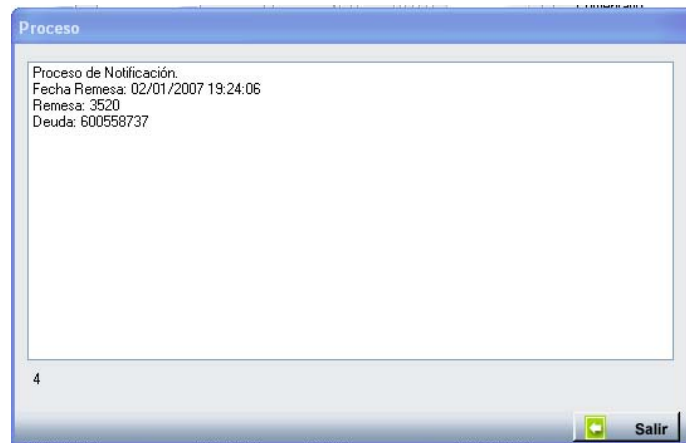 Proceso
Proceso de Notificación.
Fecha Remesa: 02/01/2007 19:24:06
Remesa: 3520
Deuda: 600558737
4
Salir